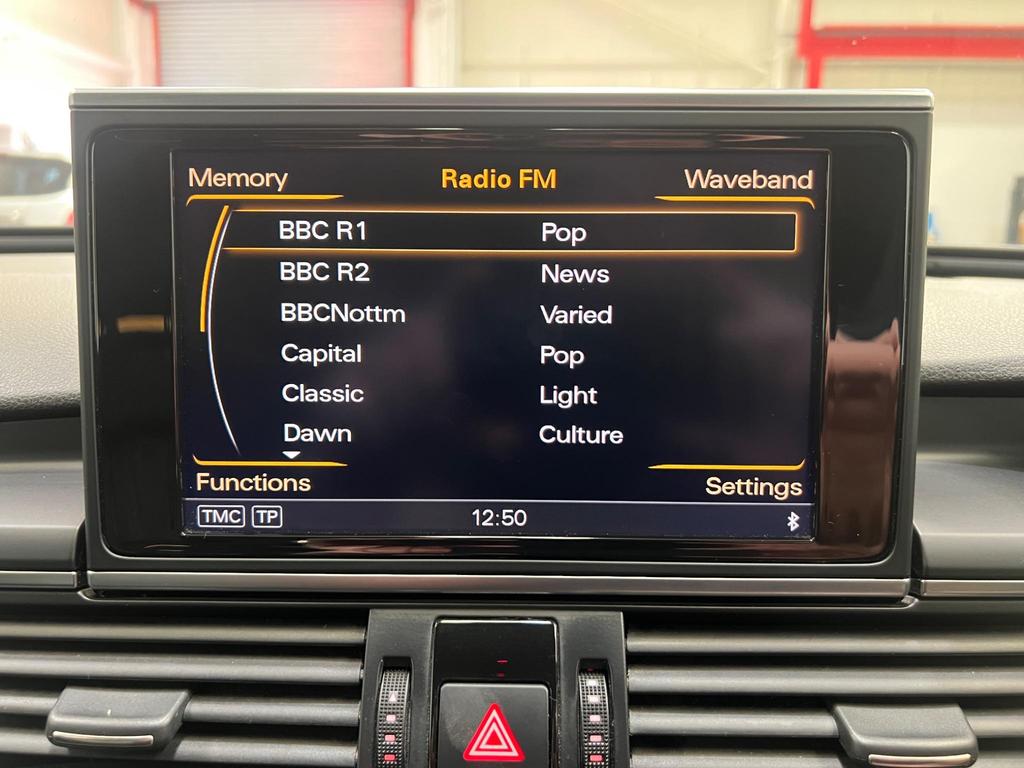 Memory Radio FM Waveband
BBC R1 Pop
BBC R2 News
BBCNottm Varied
Capital Pop
Classic Light
Dawn Culture
Functions Settings
TMC TP 12:50